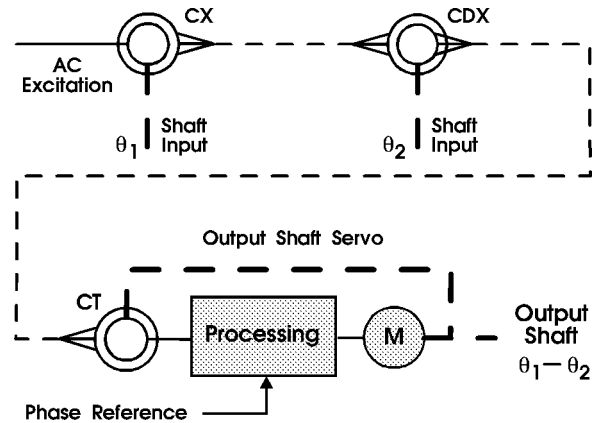 CX
CDX
AC
Excitation
Shaft
Input
θ1
Shaft
Input
θ2
Output Shaft Servo
CT
Processing
M
Output
Shaft
θ1−θ2
Phase Reference